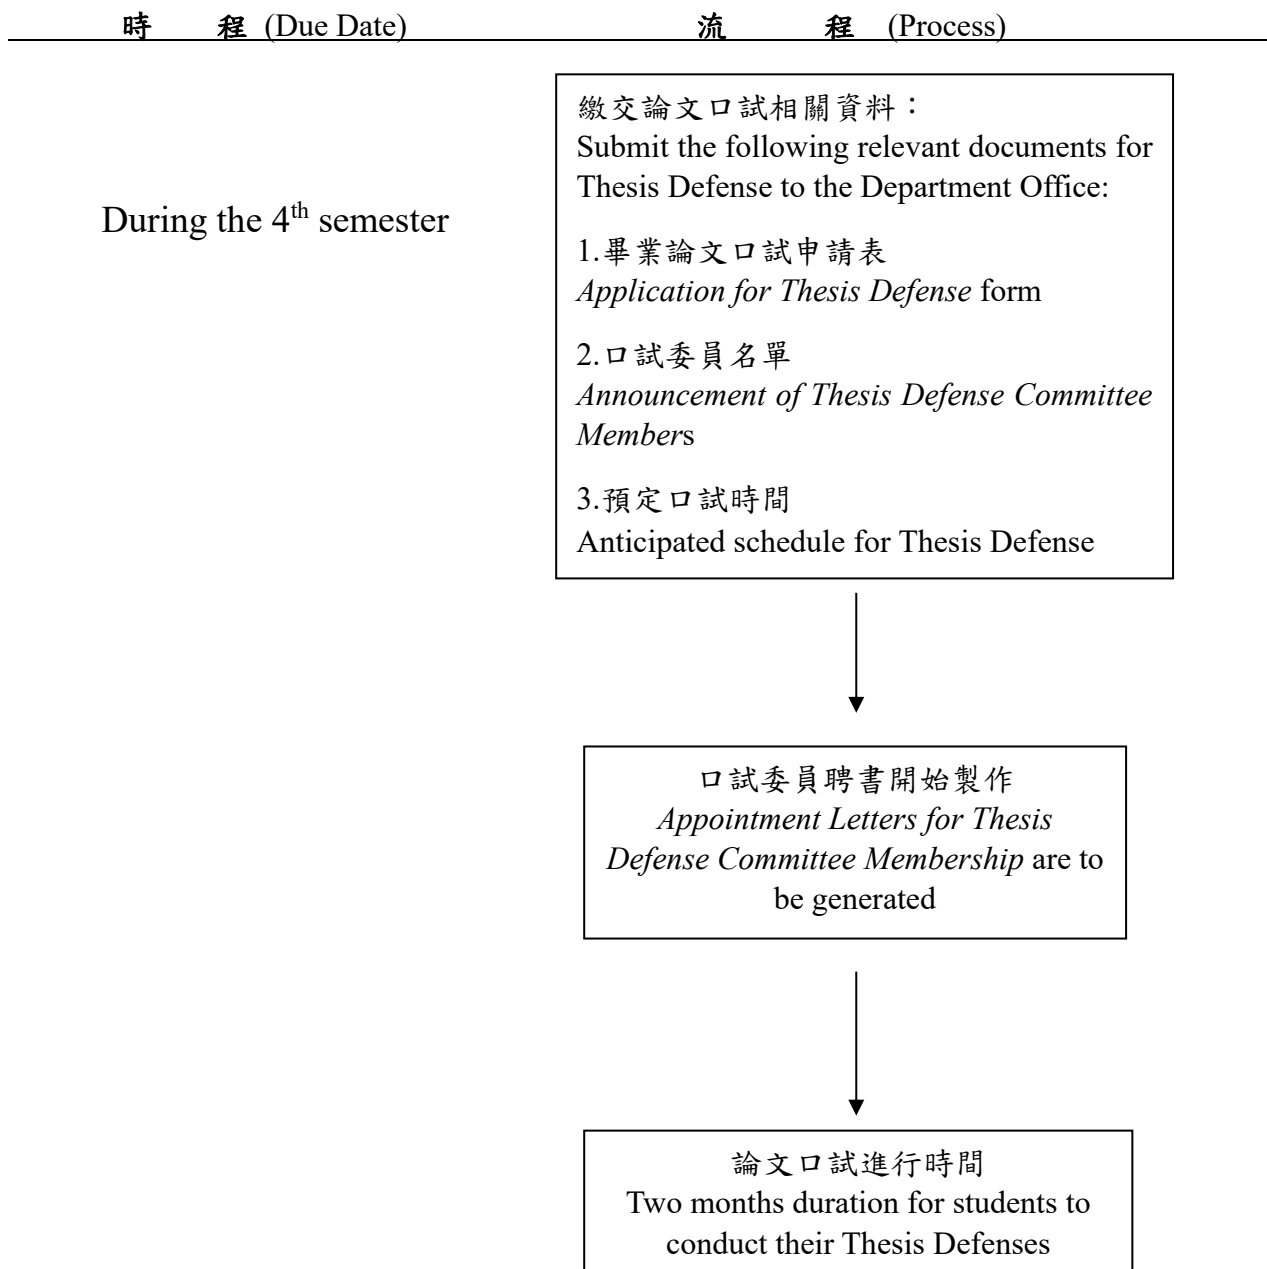 時 程 (Due Date) 流 程 (Process)
繳交論文口試相關資料：
Submit the following relevant documents for
Thesis Defense to the Department Office:
During the 4th semester
1.畢業論文口試申請表
Application for Thesis Defense form
2.口試委員名單
Announcement of Thesis Defense Committee
Members
3.預定口試時間
Anticipated schedule for Thesis Defense
口試委員聘書開始製作
Appointment Letters for Thesis
Defense Committee Membership are to
be generated
論文口試進行時間
Two months duration for students to
conduct their Thesis Defenses